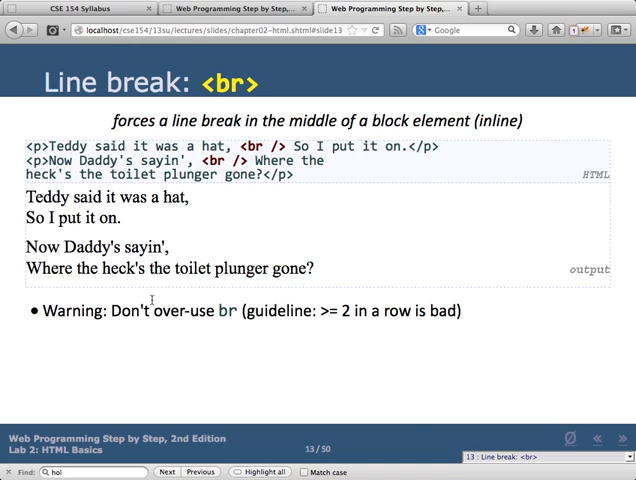 CSE 154 Syllabus
Web Programming Step by Step,...
Web Programming Step by Step,...
localhost/cse154/13su/lectures/slides/chapter02-html.shtml#slide13
Google
Line break: <br>
forces a line break in the middle of a block element (inline)
<p>Teddy said it was a hat, <br /> So I put it on.</p>
<p>Now Daddy's sayin', <br /> Where the
heck's the toilet plunger gone?</p>
HTML
Teddy said it was a hat,
So I put it on.
Now Daddy's sayin',
Where the heck's the toilet plunger gone?
output
• Warning: Don't over-use br (guideline: >= 2 in a row is bad)
Web Programming Step by Step, 2nd Edition
Lab 2: HTML Basics
13 / 50
Ø « »
13 : Line break: <br>
× Find: hol Next Previous Highlight all Match case